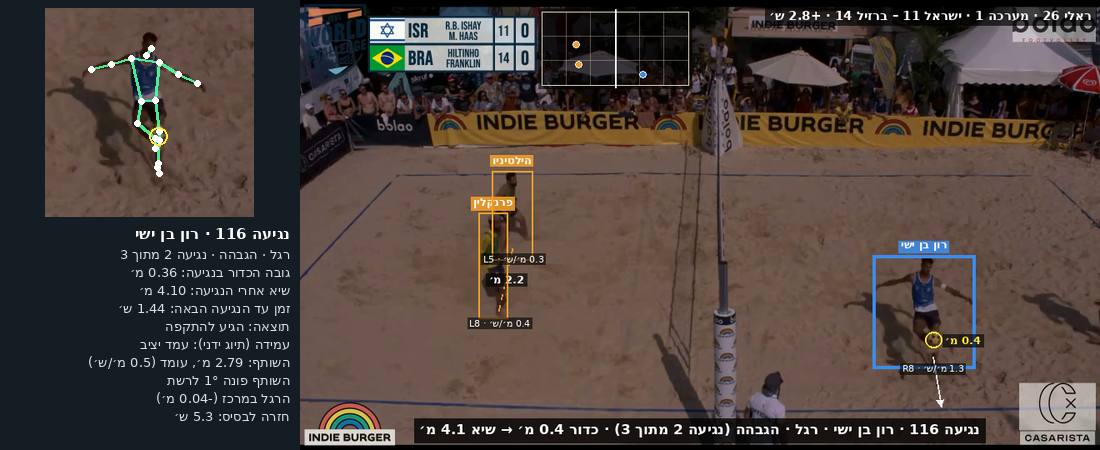 ראלי 26 · מערכה 1 · ישראל 11 – ברזיל 14 · +2.8 ש׳
WORLD
ISR R.B. ISHAY M. HAAS 11 0
BRA HILTINHO FRANKLIN 14 0
bolao
CASARISTA
bolao
INDIE BURGER
bolao
INDIE BURGER
הילטיניו
פרנקלין
L5 · 0.3 מ׳/ש׳
2.2 מ׳
L8 · 0.4 מ׳/ש׳
רון בן ישי
0.4 מ׳
R8 · 1.3 מ׳/ש׳
נגיעה 116 · רון בן ישי
רגל · הגבהה · נגיעה 2 מתוך 3
גובה הכדור בנגיעה: 0.36 מ׳
שיא אחרי הנגיעה: 4.10 מ׳
זמן עד הנגיעה הבאה: 1.44 ש׳
תוצאה: הגיע להתקפה
עמידה (תיוג ידני): עמד יציב
השותף: 2.79 מ׳, עומד (0.5 מ׳/ש׳)
השותף פונה 1° לרשת
הרגל במרכז (-0.04 מ׳)
חזרה לבסיס: 5.3 ש׳
INDIE BURGER
נגיעה 116 · רון בן ישי · רגל · הגבהה (נגיעה 2 מתוך 3) · כדור 0.4 מ׳ → שיא 4.1 מ׳
CASARISTA